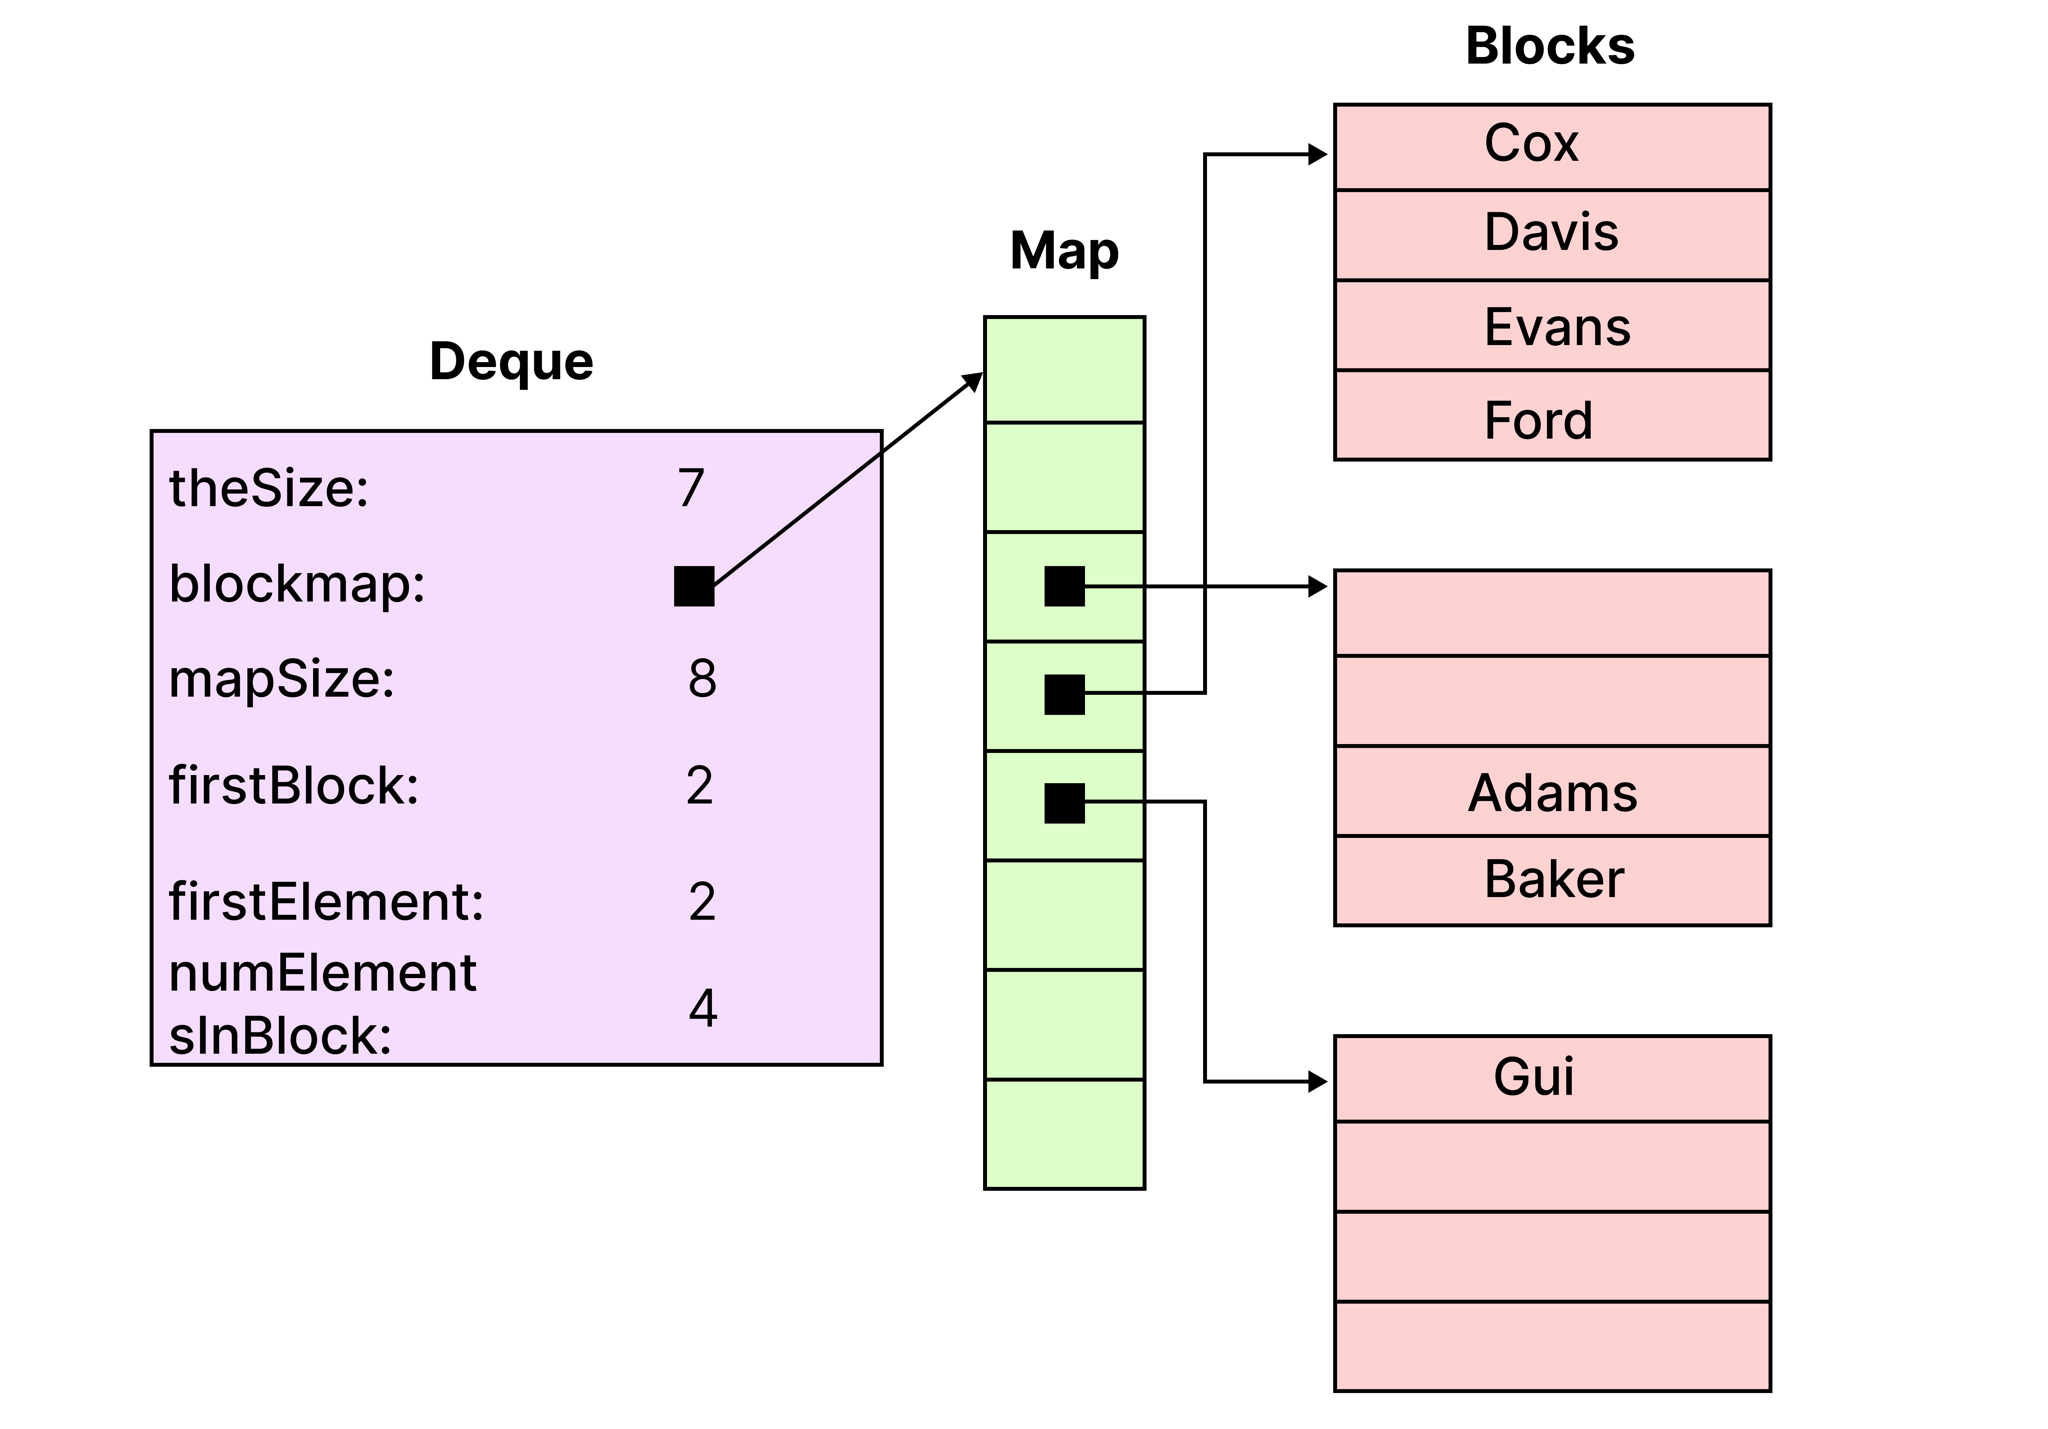 Blocks
Cox
Davis
Evans
Ford
Map
Deque
theSize: 7
blockmap:
mapSize: 8
firstBlock: 2
firstElement: 2
numElement
sInBlock: 4
Adams
Baker
Gui